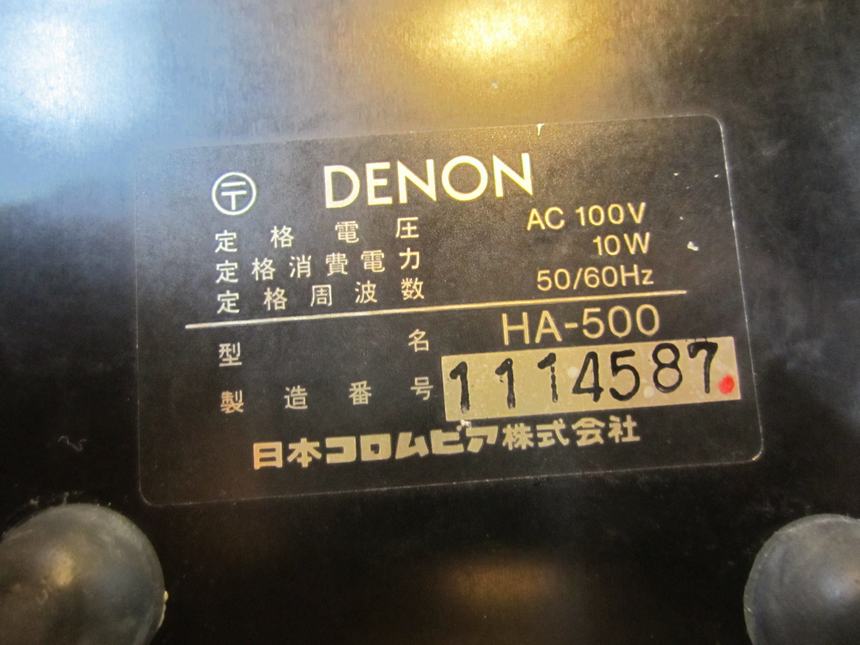 〶 DENON
定格電圧 AC 100V
定格消費電力 10W
定格周波数 50/60Hz
型名 HA-500
製造番号 1114587
日本コロムビア株式会社